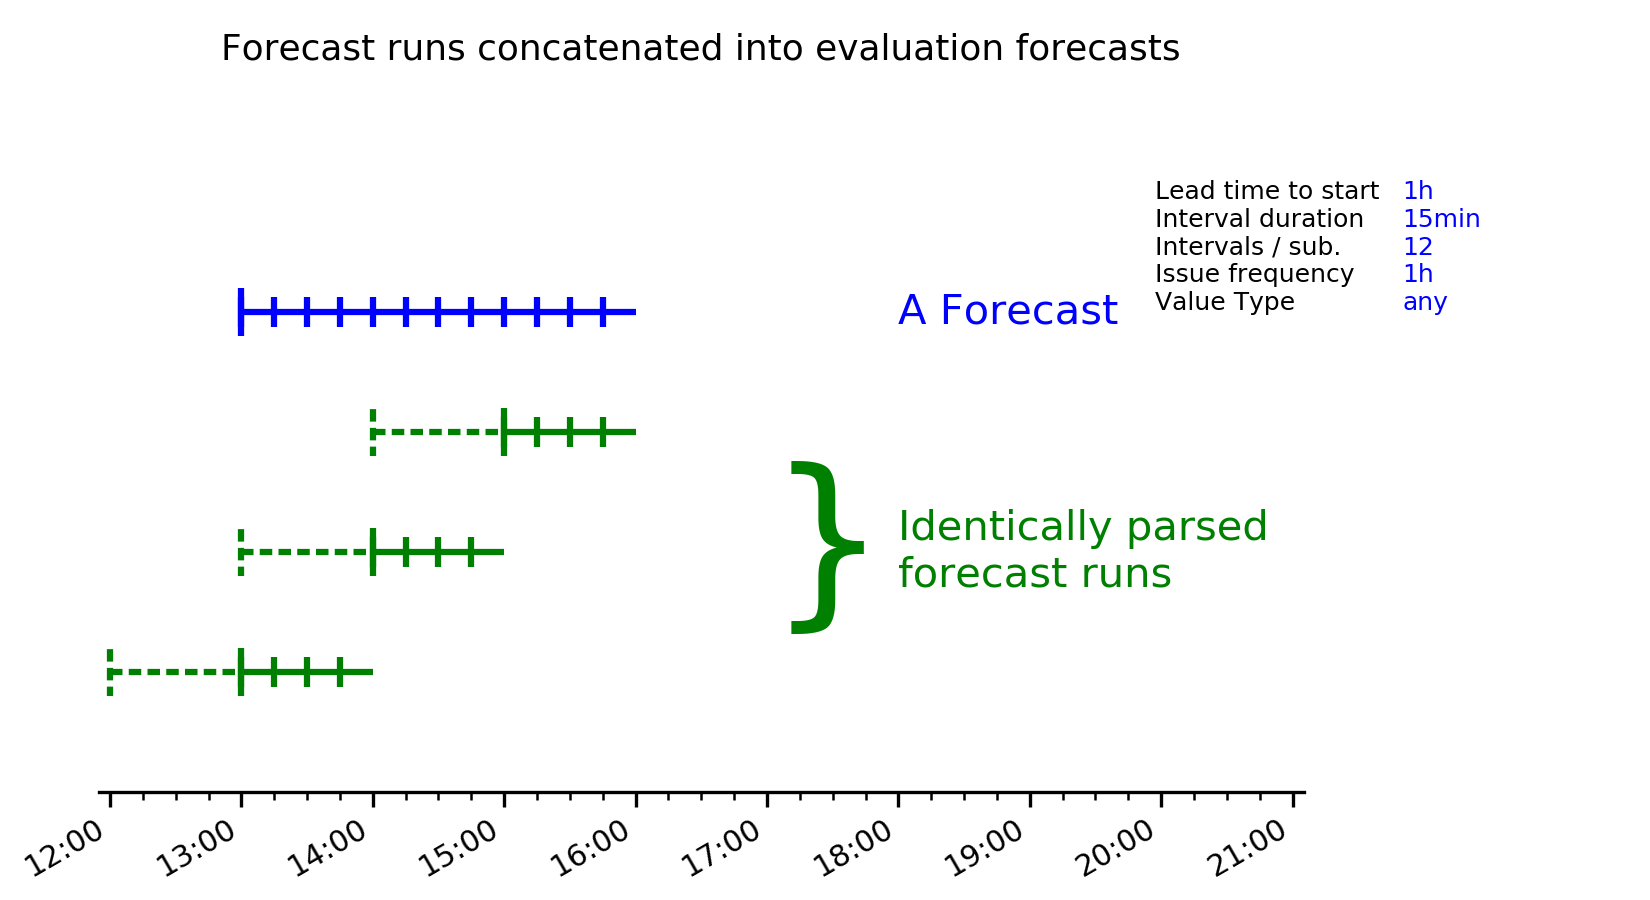 Forecast runs concatenated into evaluation forecasts
Lead time to start 1h
Interval duration 15min
Intervals / sub. 12
Issue frequency 1h
Value Type any
A Forecast
}
Identically parsed
forecast runs
12:00 13:00 14:00 15:00 16:00 17:00 18:00 19:00 20:00 21:00